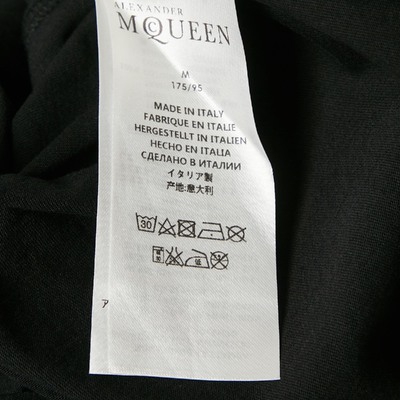 ALEXANDER
McQUEEN
M
175/95
MADE IN ITALY
FABRIQUE EN ITALIE
HERGESTELLT IN ITALIEN
HECHO EN ITALIA
СДЕЛАНО В ИТАЛИИ
イタリア製
产地:意大利
30
ア